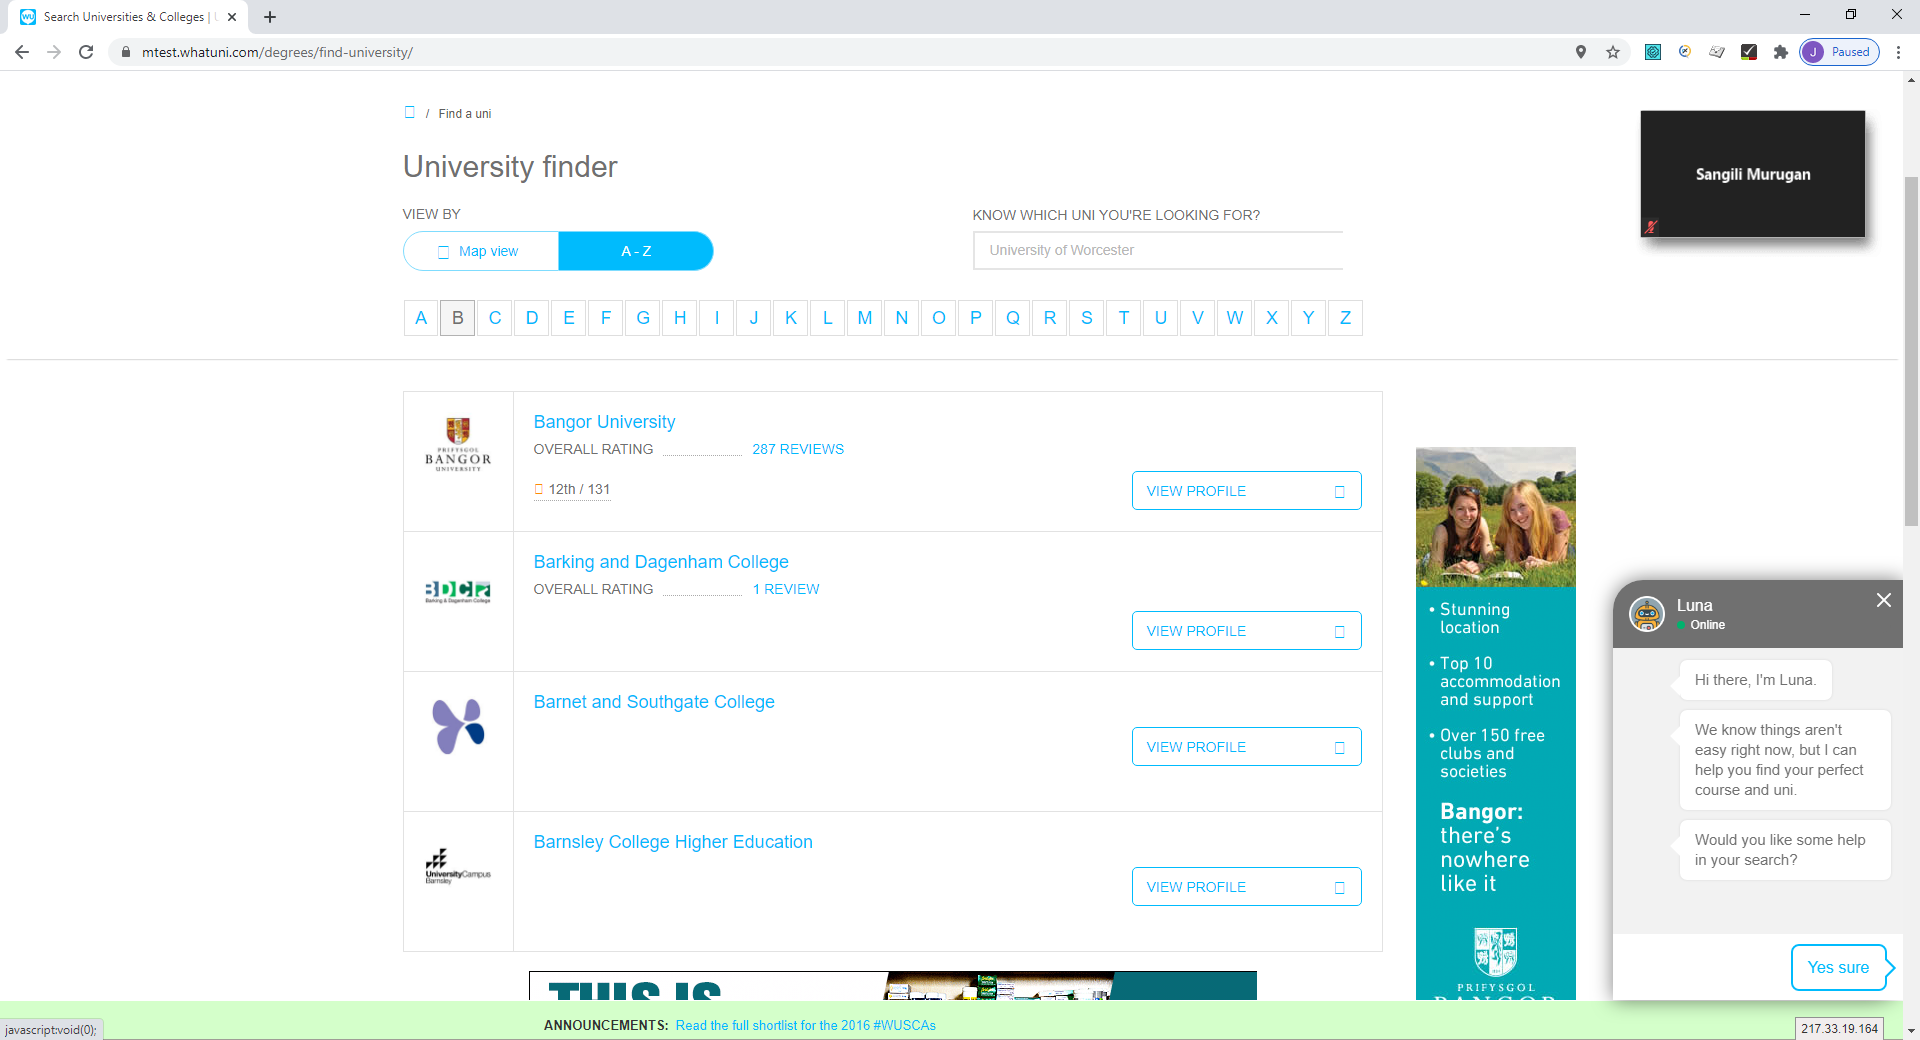 Search Universities & Colleges |
mtest.whatuni.com/degrees/find-university/
J Paused
/ Find a uni
University finder
VIEW BY
Map view
A - Z
KNOW WHICH UNI YOU'RE LOOKING FOR?
University of Worcester
Sangili Murugan
A B C D E F G H I J K L M N O P Q R S T U V W X Y Z
PRIFYSGOL
BANGOR
UNIVERSITY
Bangor University
OVERALL RATING 287 REVIEWS
12th / 131
VIEW PROFILE
BDC
Barking & Dagenham College
Barking and Dagenham College
OVERALL RATING 1 REVIEW
VIEW PROFILE
Barnet and Southgate College
VIEW PROFILE
UniversityCampus
Barnsley
Barnsley College Higher Education
VIEW PROFILE
• Stunning
location
• Top 10
accommodation
and support
• Over 150 free
clubs and
societies
Bangor:
there's
nowhere
like it
PRIFYSGOL
BANGOR
Luna
Online
Hi there, I'm Luna.
We know things aren't
easy right now, but I can
help you find your perfect
course and uni.
Would you like some help
in your search?
Yes sure
THIS IS
ANNOUNCEMENTS: Read the full shortlist for the 2016 #WUSCAs
javascript:void(0);
217.33.19.164